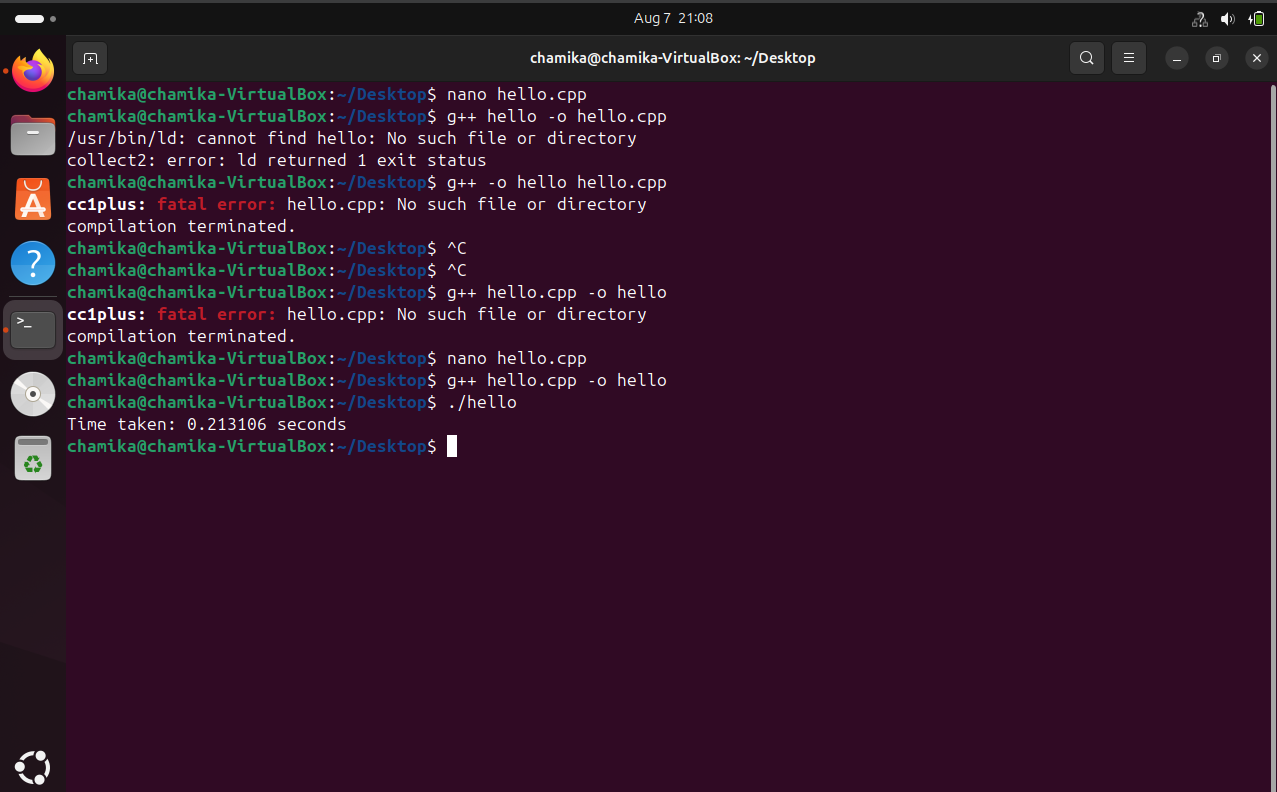 Aug 7 21:08
chamika@chamika-VirtualBox: ~/Desktop
chamika@chamika-VirtualBox:~/Desktop$ nano hello.cpp
chamika@chamika-VirtualBox:~/Desktop$ g++ hello -o hello.cpp
/usr/bin/ld: cannot find hello: No such file or directory
collect2: error: ld returned 1 exit status
chamika@chamika-VirtualBox:~/Desktop$ g++ -o hello hello.cpp
cc1plus: fatal error: hello.cpp: No such file or directory
compilation terminated.
chamika@chamika-VirtualBox:~/Desktop$ ^C
chamika@chamika-VirtualBox:~/Desktop$ ^C
chamika@chamika-VirtualBox:~/Desktop$ g++ hello.cpp -o hello
cc1plus: fatal error: hello.cpp: No such file or directory
compilation terminated.
chamika@chamika-VirtualBox:~/Desktop$ nano hello.cpp
chamika@chamika-VirtualBox:~/Desktop$ g++ hello.cpp -o hello
chamika@chamika-VirtualBox:~/Desktop$ ./hello
Time taken: 0.213106 seconds
chamika@chamika-VirtualBox:~/Desktop$